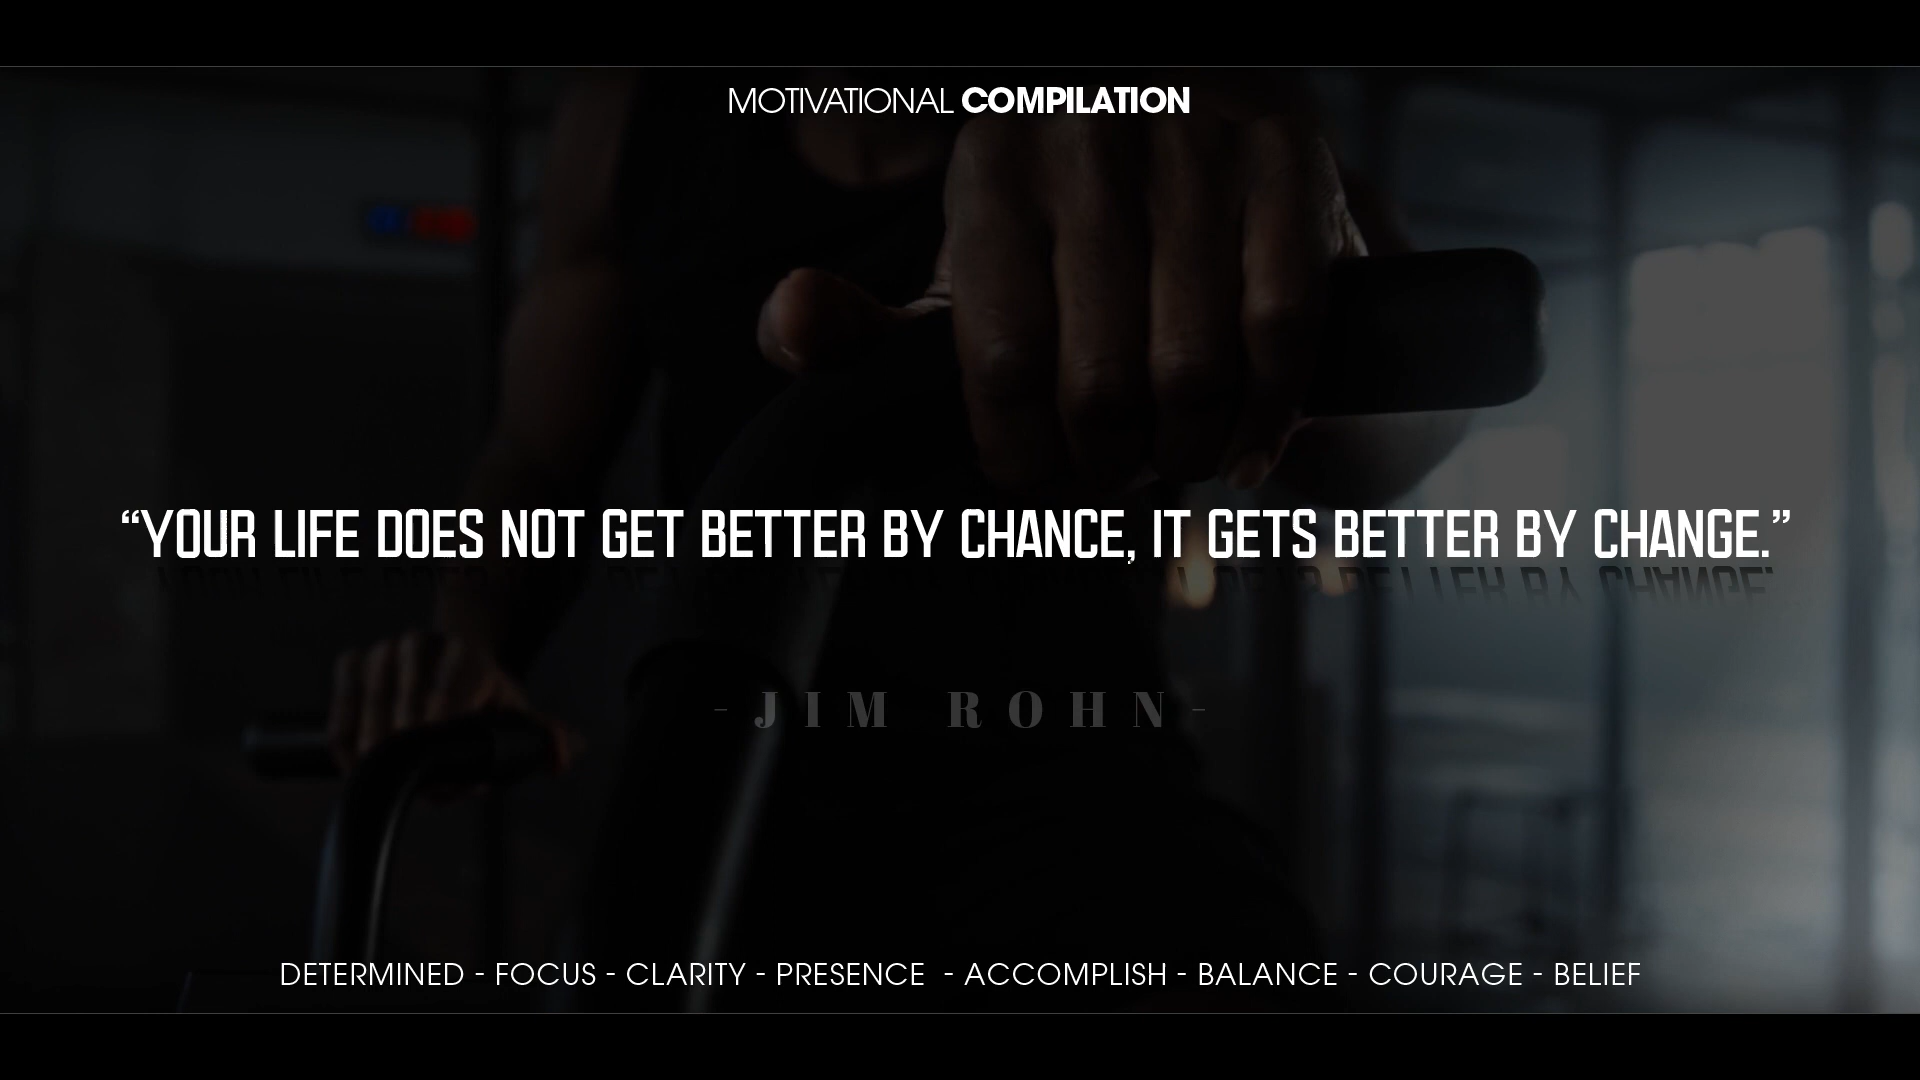 MOTIVATIONAL COMPILATION
“YOUR LIFE DOES NOT GET BETTER BY CHANCE, IT GETS BETTER BY CHANGE.”
- JIM ROHN -
DETERMINED - FOCUS - CLARITY - PRESENCE - ACCOMPLISH - BALANCE - COURAGE - BELIEF